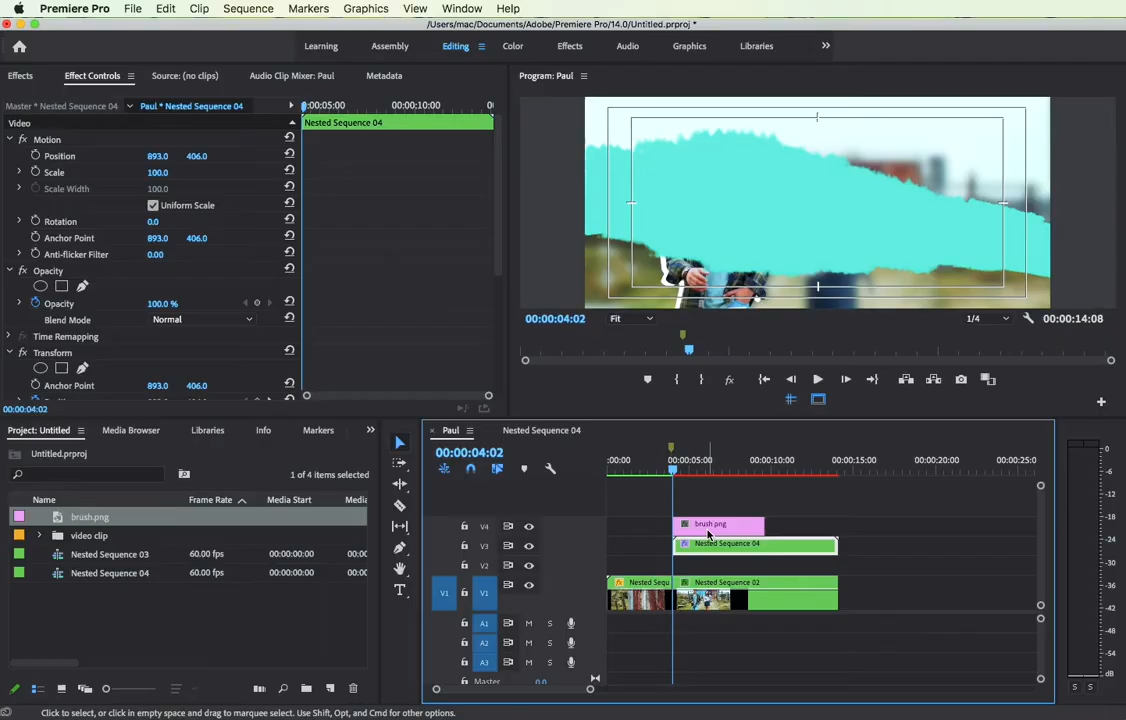 Premiere Pro File Edit Clip Sequence Markers Graphics View Window Help
/Users/mac/Documents/Adobe/Premiere Pro/14.0/Untitled.prproj *
Learning Assembly Editing Color Effects Audio Graphics Libraries
Effects Effect Controls Source: (no clips) Audio Clip Mixer: Paul Metadata
Program: Paul
Master * Nested Sequence 04 Paul * Nested Sequence 04
0:00:05:00 00:00:10:00
Video
Nested Sequence 04
fx Motion
Position 893.0 406.0
Scale 100.0
Scale Width 100.0
Uniform Scale
Rotation 0.0
Anchor Point 893.0 238.0
Anti-flicker Filter 0.00
fx Opacity
Opacity 100.0 %
Blend Mode Normal
Time Remapping
fx Transform
Anchor Point 893.0 406.0
00:00:04:02
00:00:04:02 Fit 1/4 00:00:14:08
Project: Untitled Media Browser Libraries Info Markers
Untitled.prproj
1 of 4 items selected
Name Frame Rate Media Start Media
brush.png
video clip
Nested Sequence 03 60.fps 00:00:00:00 00:00
Nested Sequence 04 60.fps 00:00:00:00 00:00
Paul Nested Sequence 04
00:00:04:02
:00:00 00:00:05:00 00:00:10:00 00:00:15:00 00:00:20:00 00:00:25:0
V4 brush.png
V3 Nested Sequence 04
V2
V1 V1 fx Nested Sequ Nested Sequence 02
A1 M S
A2 M S
A3 M S
Master 0.0
0
-6
-12
-18
-24
-30
-36
-42
-48
-54
dB
S S
Click to select, or click in empty space and drag to marquee select. Use Shift, Opt, and Cmd for other options.